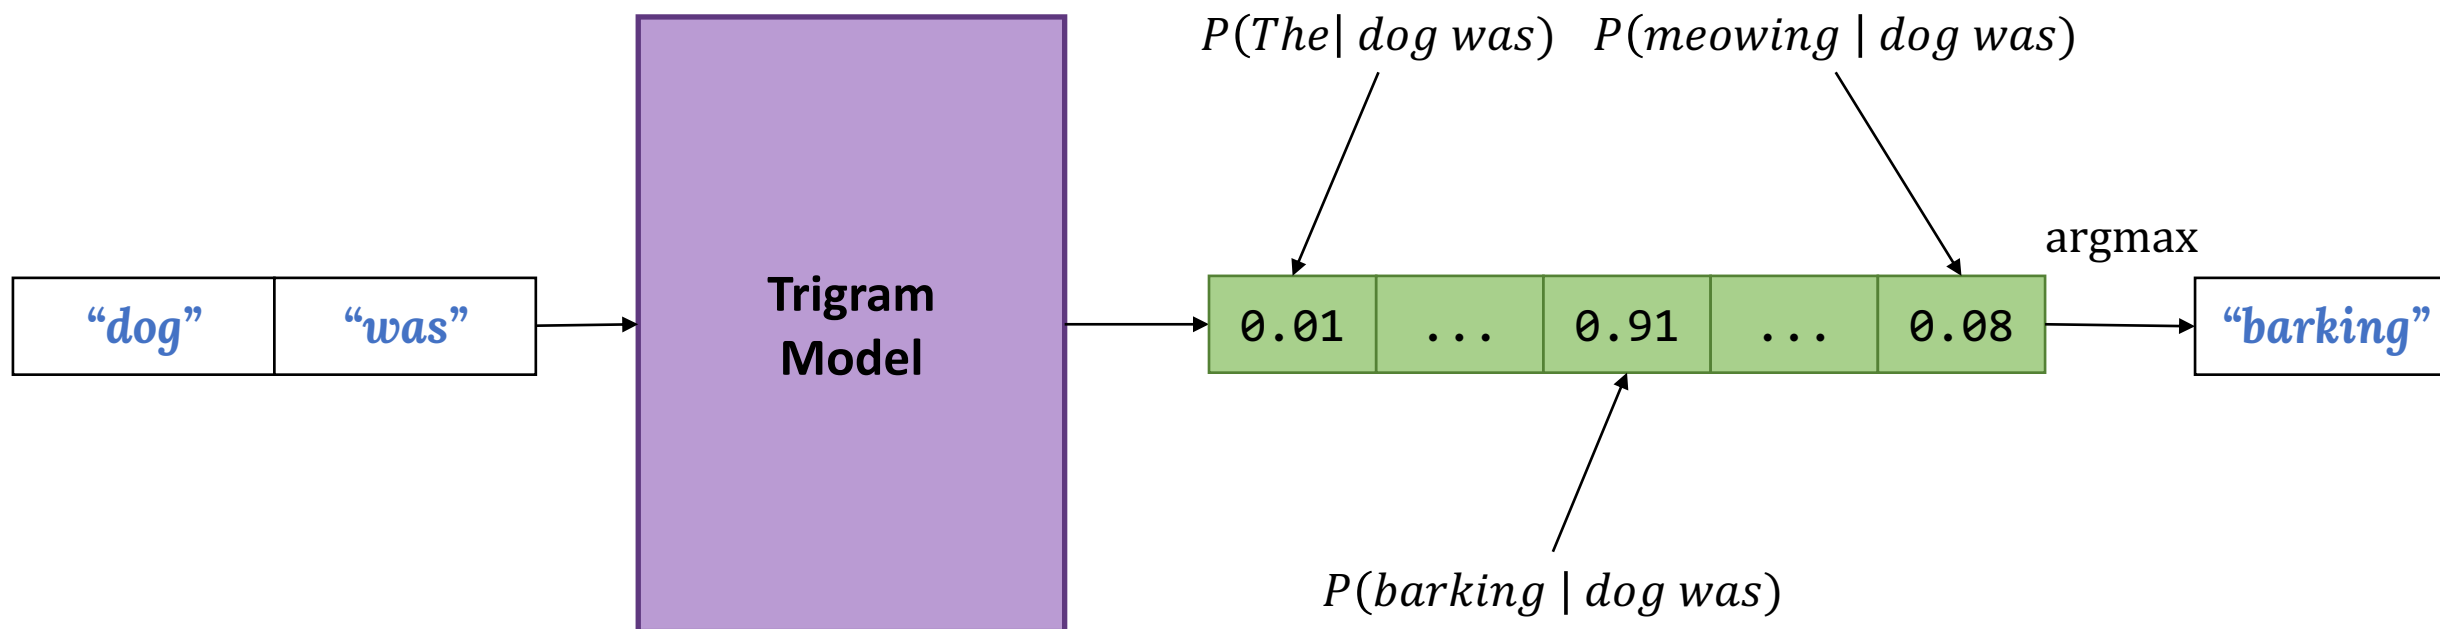 P(The| dog was) P(meowing | dog was)
argmax
“dog” “was”
Trigram
Model
0.01 ... 0.91 ... 0.08
“barking”
P(barking | dog was)